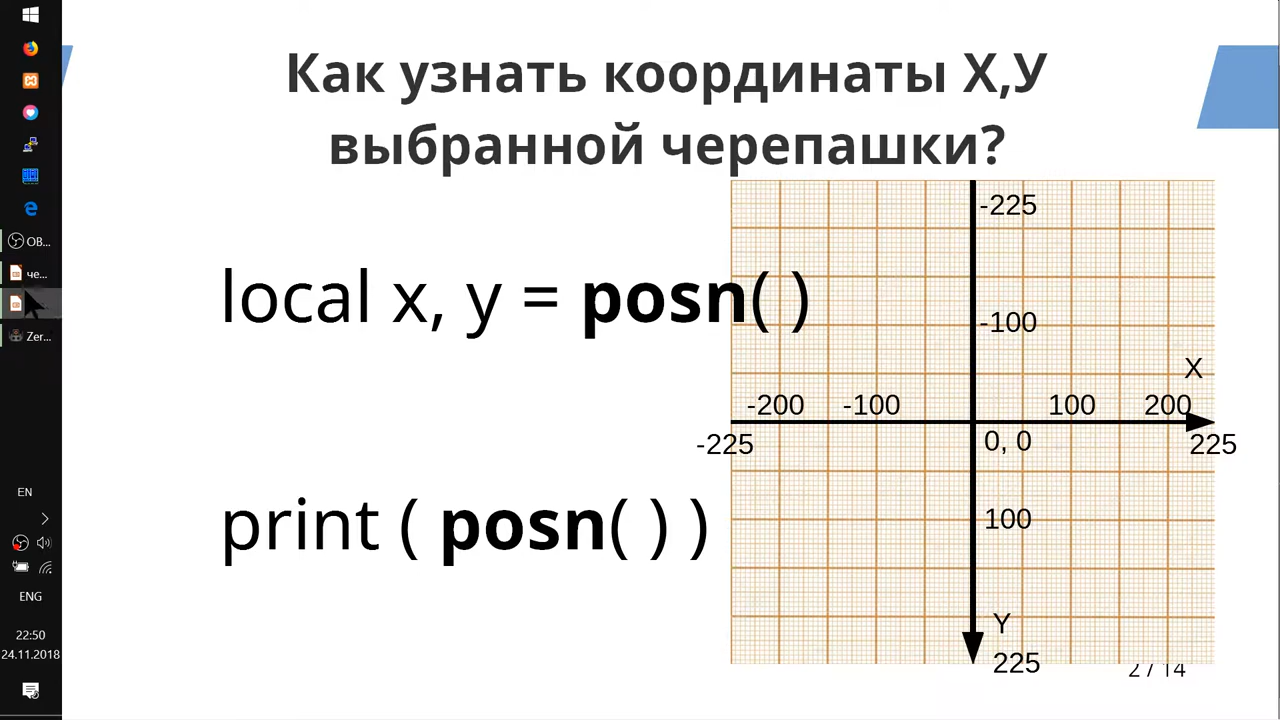 Как узнать координаты Х,У
выбранной черепашки?
local x, y = posn( )
print ( posn( ) )
-225
-100
X
-200
-100
100
200
-225
0, 0
225
100
Y
225
2 / 14
OB...
че...
Zer...
EN
ENG
22:50
24.11.2018